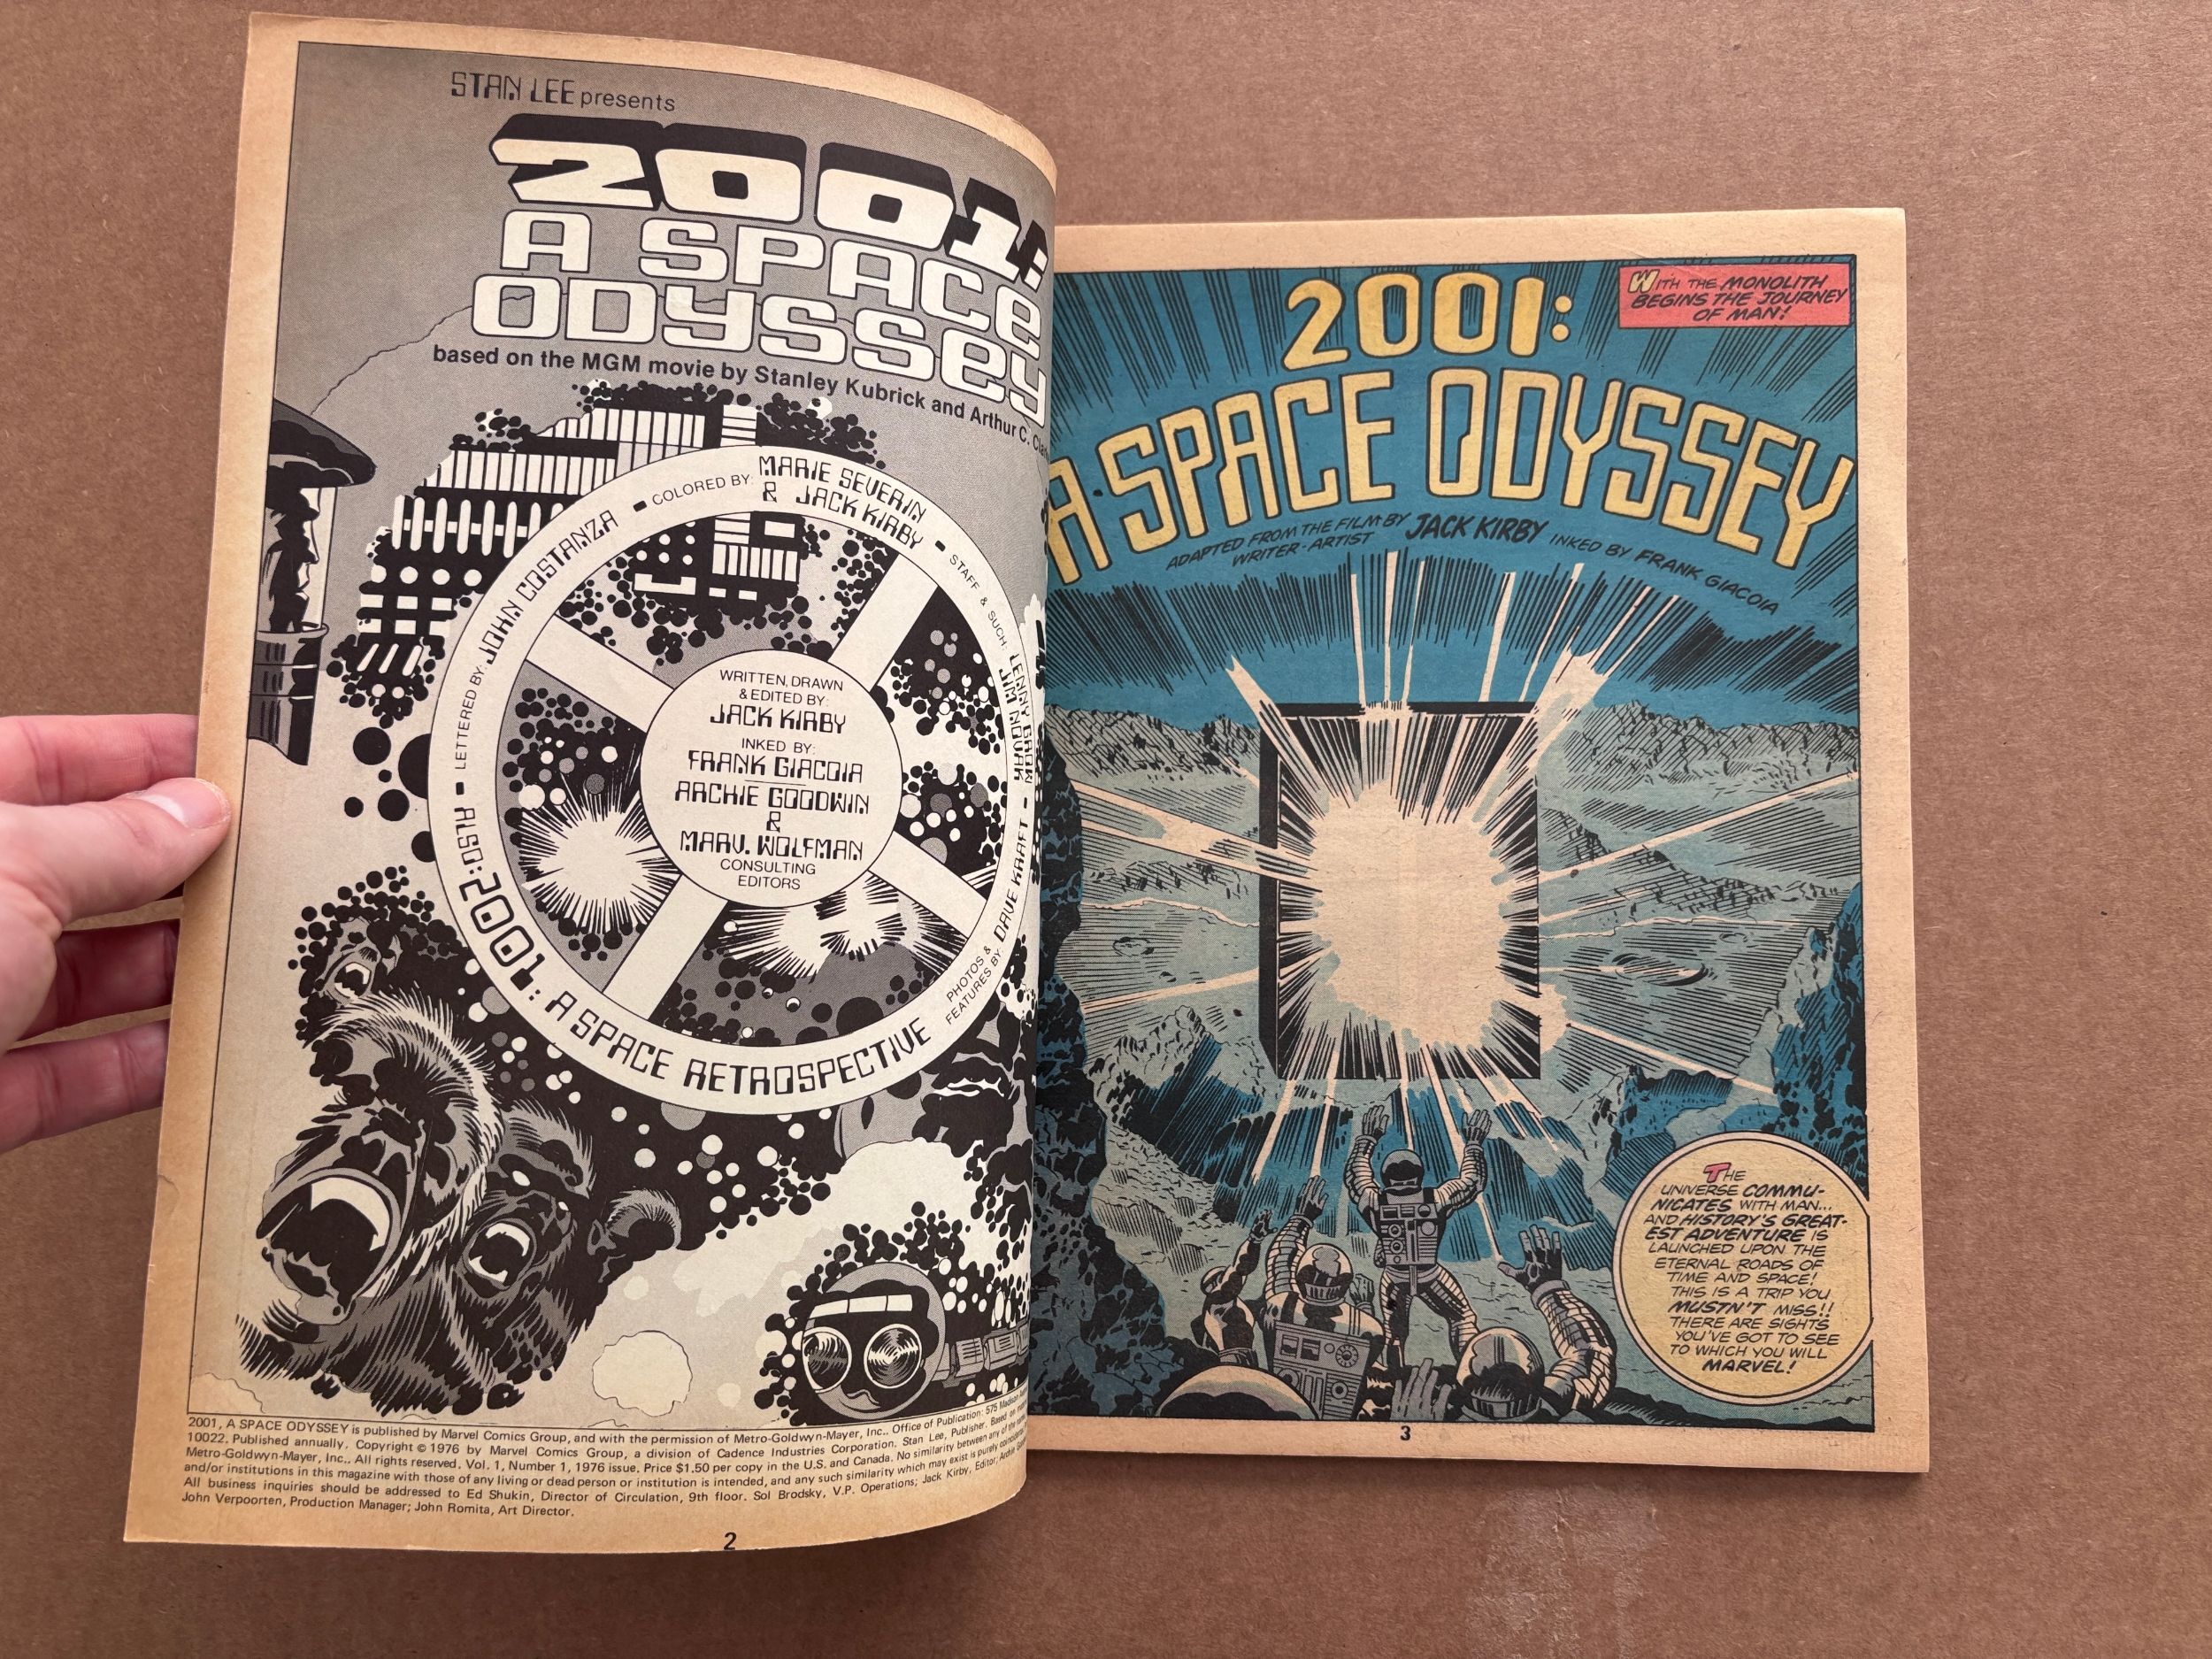 STAN LEE presents
2001:
A SPACE
ODYSSEY
based on the MGM movie by Stanley Kubrick and Arthur C.
COLORED BY: MARIE SEVERIN
& JACK KIRBY
STAFF & SUCH:
JIM NOVAK
PHOTOS &
FEATURES BY DAVE KRAFT
LETTERED BY: JOHN COSTANZA
ALSO: 2001: A SPACE RETROSPECTIVE
WRITTEN, DRAWN
& EDITED BY:
JACK KIRBY
INKED BY:
FRANK GIACOIA
ARCHIE GOODWIN
&
MARV. WOLFMAN
CONSULTING
EDITORS
2001, A SPACE ODYSSEY is published by Marvel Comics Group, and with the permission of Metro-Goldwyn-Mayer, Inc.. Office of Publication: 575 Madison
10022. Published annually. Copyright © 1976 by Marvel Comics Group, a division of Cadence Industries Corporation. Stan Lee, Publisher. Based on
Metro-Goldwyn-Mayer, Inc.. All rights reserved. Vol. 1, Number 1, 1976 issue. Price $1.50 per copy in the U.S. and Canada. No similarity between any of the
and/or institutions in this magazine with those of any living or dead person or institution is intended, and any such similarity which may exist is purely
All business inquiries should be addressed to Ed Shukin, Director of Circulation, 9th floor. Sol Brodsky, V.P. Operations; Jack Kirby, Editor;
John Verpoorten, Production Manager; John Romita, Art Director.
2
WITH THE MONOLITH
BEGINS THE JOURNEY
OF MAN!
2001:
A SPACE ODYSSEY
ADAPTED FROM THE FILM BY JACK KIRBY INKED BY FRANK GIACOIA
WRITER-ARTIST
THE
UNIVERSE COMMU-
NICATES WITH MAN...
AND HISTORY'S GREAT-
EST ADVENTURE IS
LAUNCHED UPON THE
ETERNAL ROADS OF
TIME AND SPACE!
THIS IS A TRIP YOU
MUSTN'T MISS!!
THERE ARE SIGHTS
YOU'VE GOT TO SEE
TO WHICH YOU WILL
MARVEL!
3